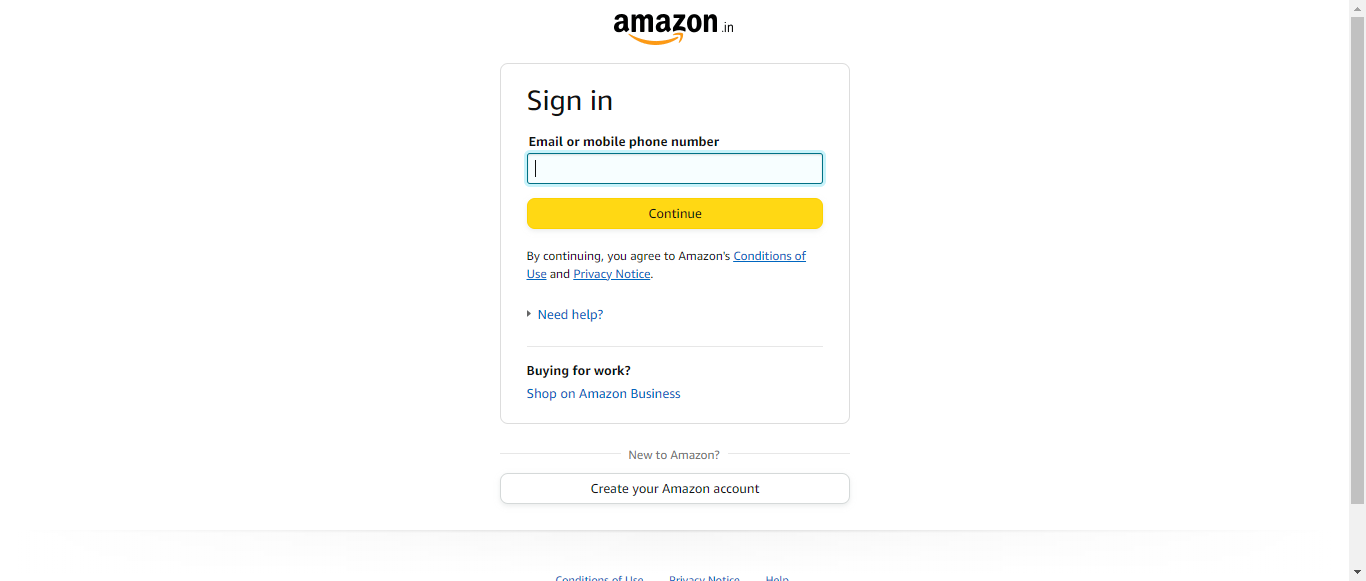 amazon.in
Sign in
Email or mobile phone number
Continue
By continuing, you agree to Amazon's Conditions of
Use and Privacy Notice.
Need help?
Buying for work?
Shop on Amazon Business
New to Amazon?
Create your Amazon account
Conditions of Use Privacy Notice Help